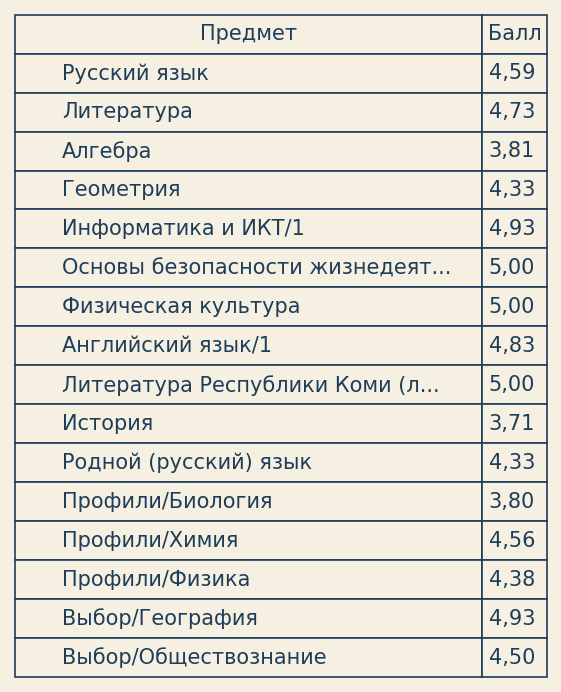 Предмет Балл
Русский язык 4,59
Литература 4,73
Алгебра 3,81
Геометрия 4,33
Информатика и ИКТ/1 4,93
Основы безопасности жизнедеят... 5,00
Физическая культура 5,00
Английский язык/1 4,83
Литература Республики Коми (л... 5,00
История 3,71
Родной (русский) язык 4,33
Профили/Биология 3,80
Профили/Химия 4,56
Профили/Физика 4,38
Выбор/География 4,93
Выбор/Обществознание 4,50